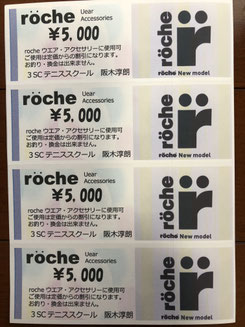 röche Uear
Accessories
¥5,000
roche ウエア・アクセサリーに使用可
ご使用は定価からの割引になります。
お釣り・換金は出来ません。
３SC テニススクール 阪木淳朗
röche
röche New model
röche Uear
Accessories
¥5,000
roche ウエア・アクセサリーに使用可
ご使用は定価からの割引になります。
お釣り・換金は出来ません。
３SC テニススクール 阪木淳朗
röche
röche New model
röche Uear
Accessories
¥5,000
roche ウエア・アクセサリーに使用可
ご使用は定価からの割引になります。
お釣り・換金は出来ません。
３SC テニススクール 阪木淳朗
röche
röche New model
röche Uear
Accessories
¥5,000
roche ウエア・アクセサリーに使用可
ご使用は定価からの割引になります。
お釣り・換金は出来ません。
３SC テニススクール 阪木淳朗
röche
röche New model